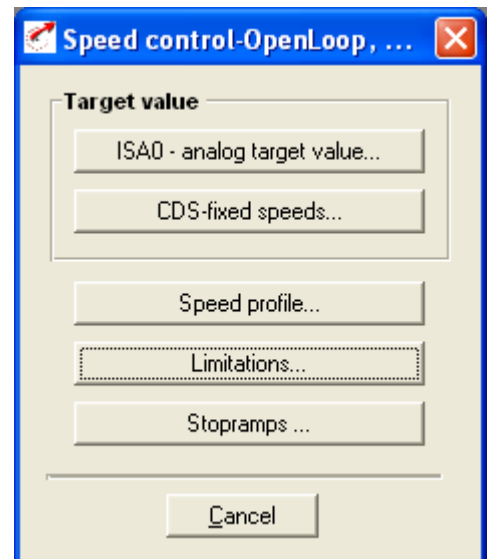 Speed control-OpenLoop, ...
Target value
ISA0 - analog target value...
CDS-fixed speeds...
Speed profile...
Limitations...
Stopramps ...
Cancel